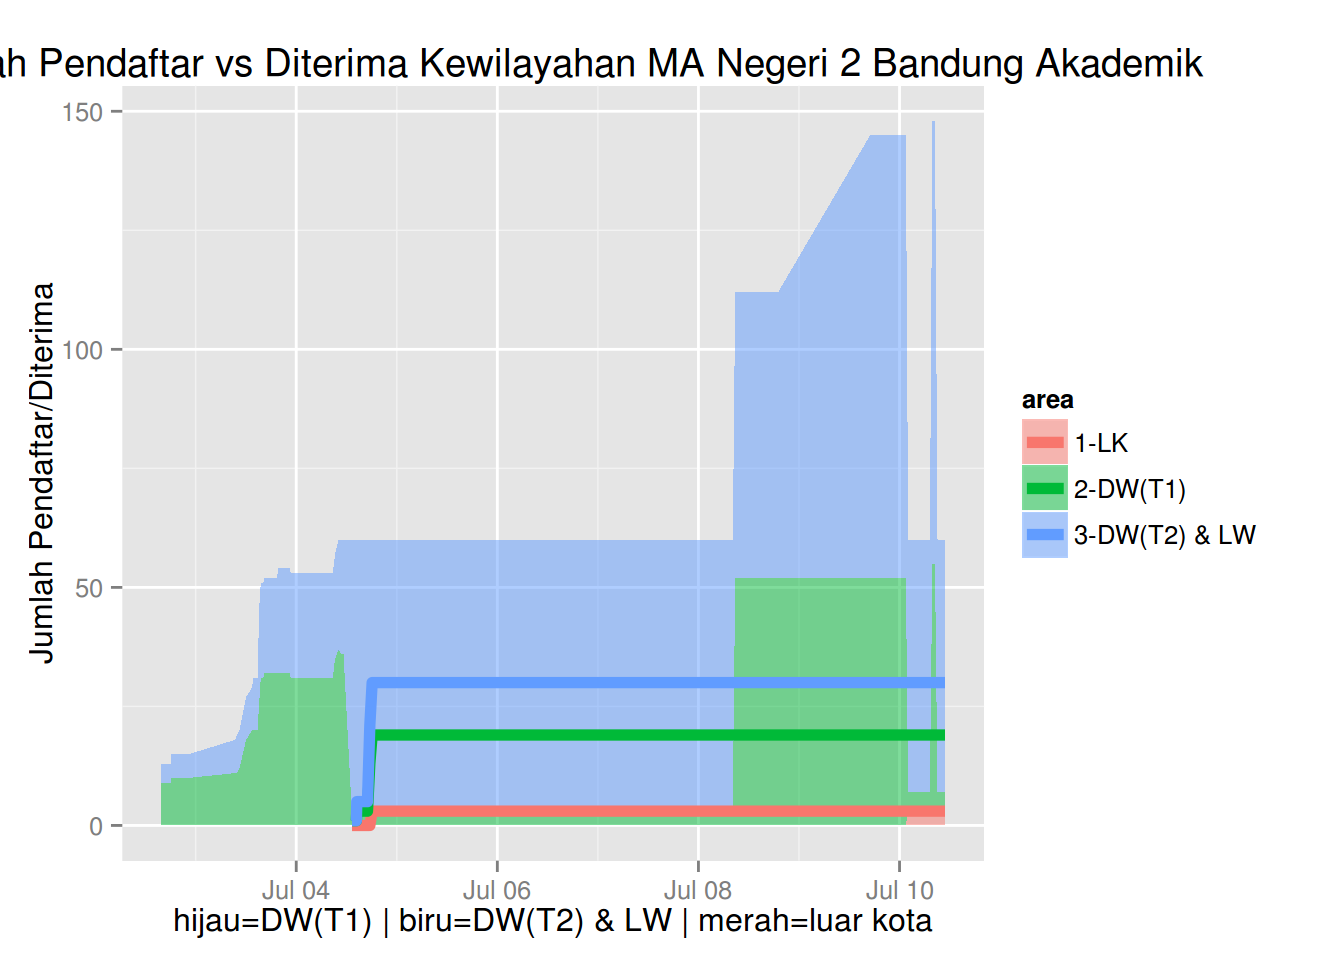 ah Pendaftar vs Diterima Kewilayahan MA Negeri 2 Bandung Akademik
150
100
50
0
Jumlah Pendaftar/Diterima
Jul 04
Jul 06
Jul 08
Jul 10
hijau=DW(T1) | biru=DW(T2) & LW | merah=luar kota
area
1-LK
2-DW(T1)
3-DW(T2) & LW